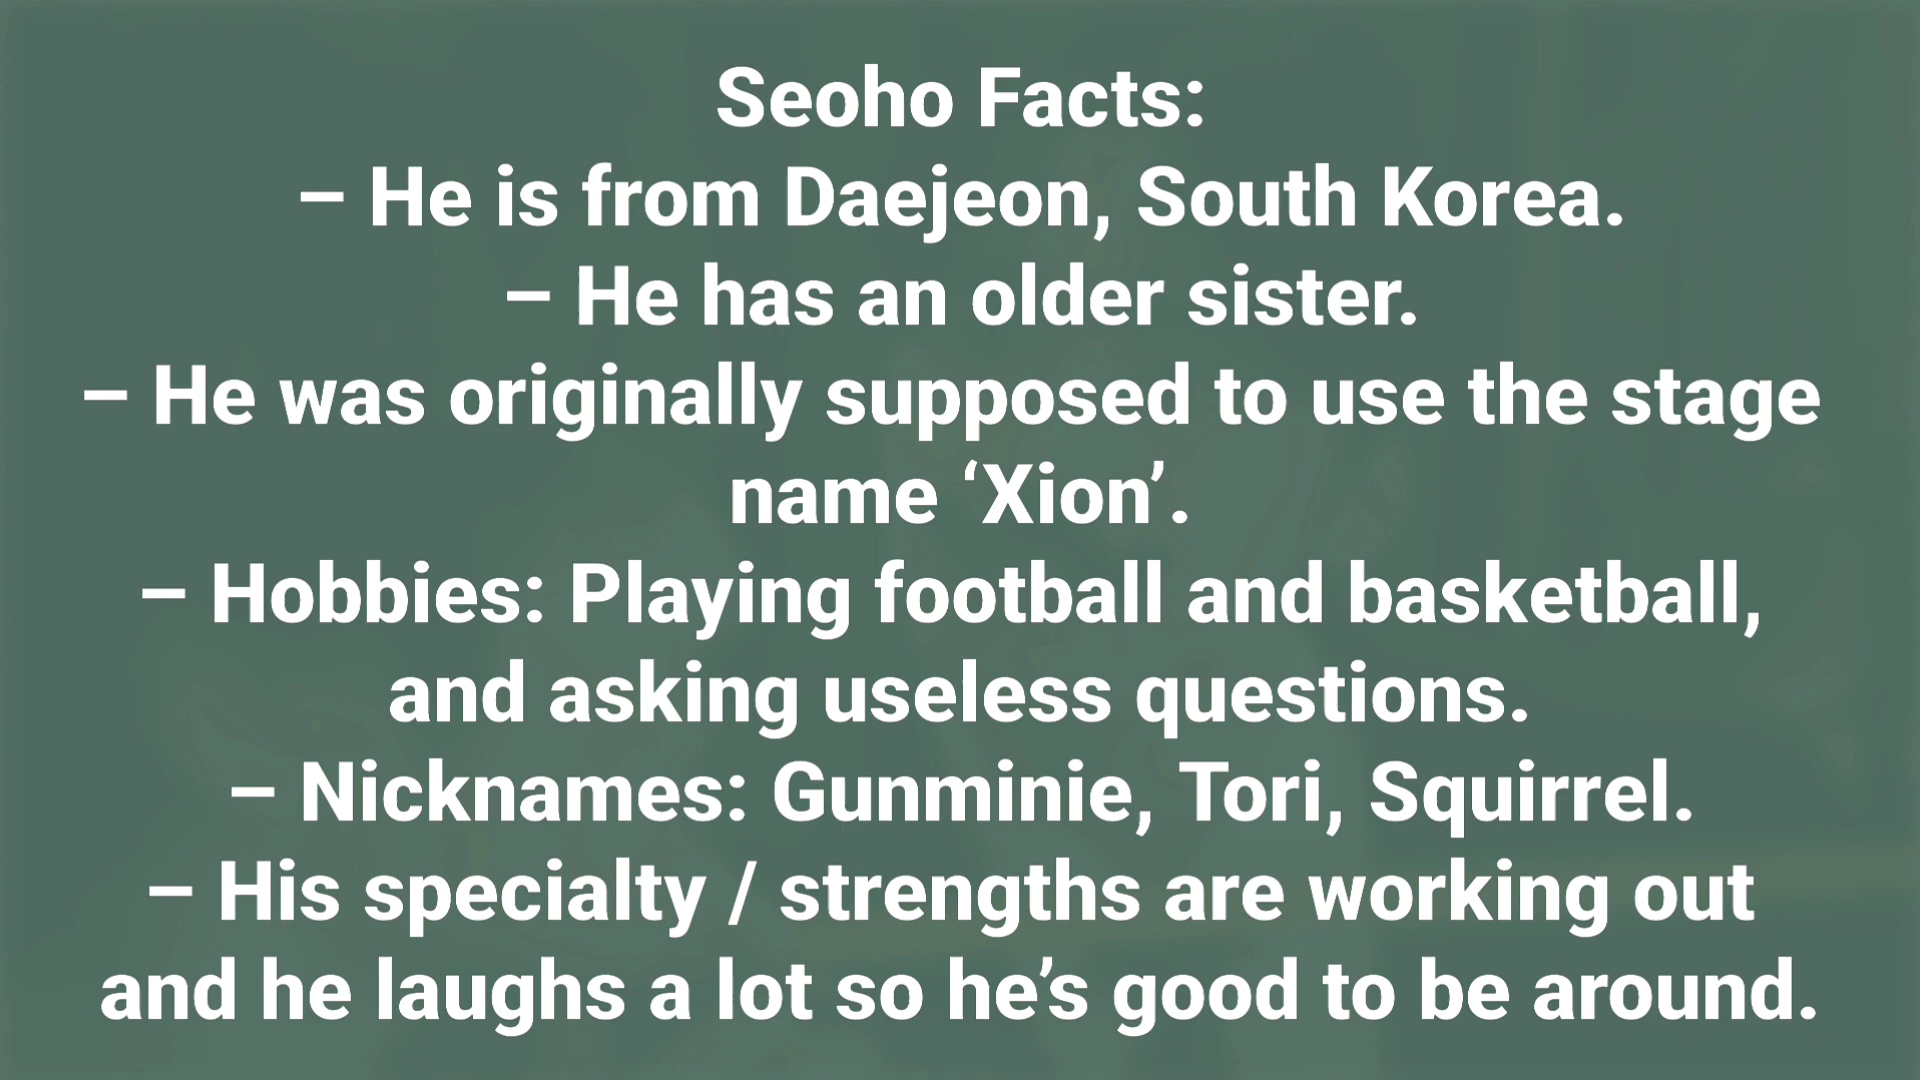 Seoho Facts:
– He is from Daejeon, South Korea.
– He has an older sister.
– He was originally supposed to use the stage
name ‘Xion’.
– Hobbies: Playing football and basketball,
and asking useless questions.
– Nicknames: Gunminie, Tori, Squirrel.
– His specialty / strengths are working out
and he laughs a lot so he’s good to be around.